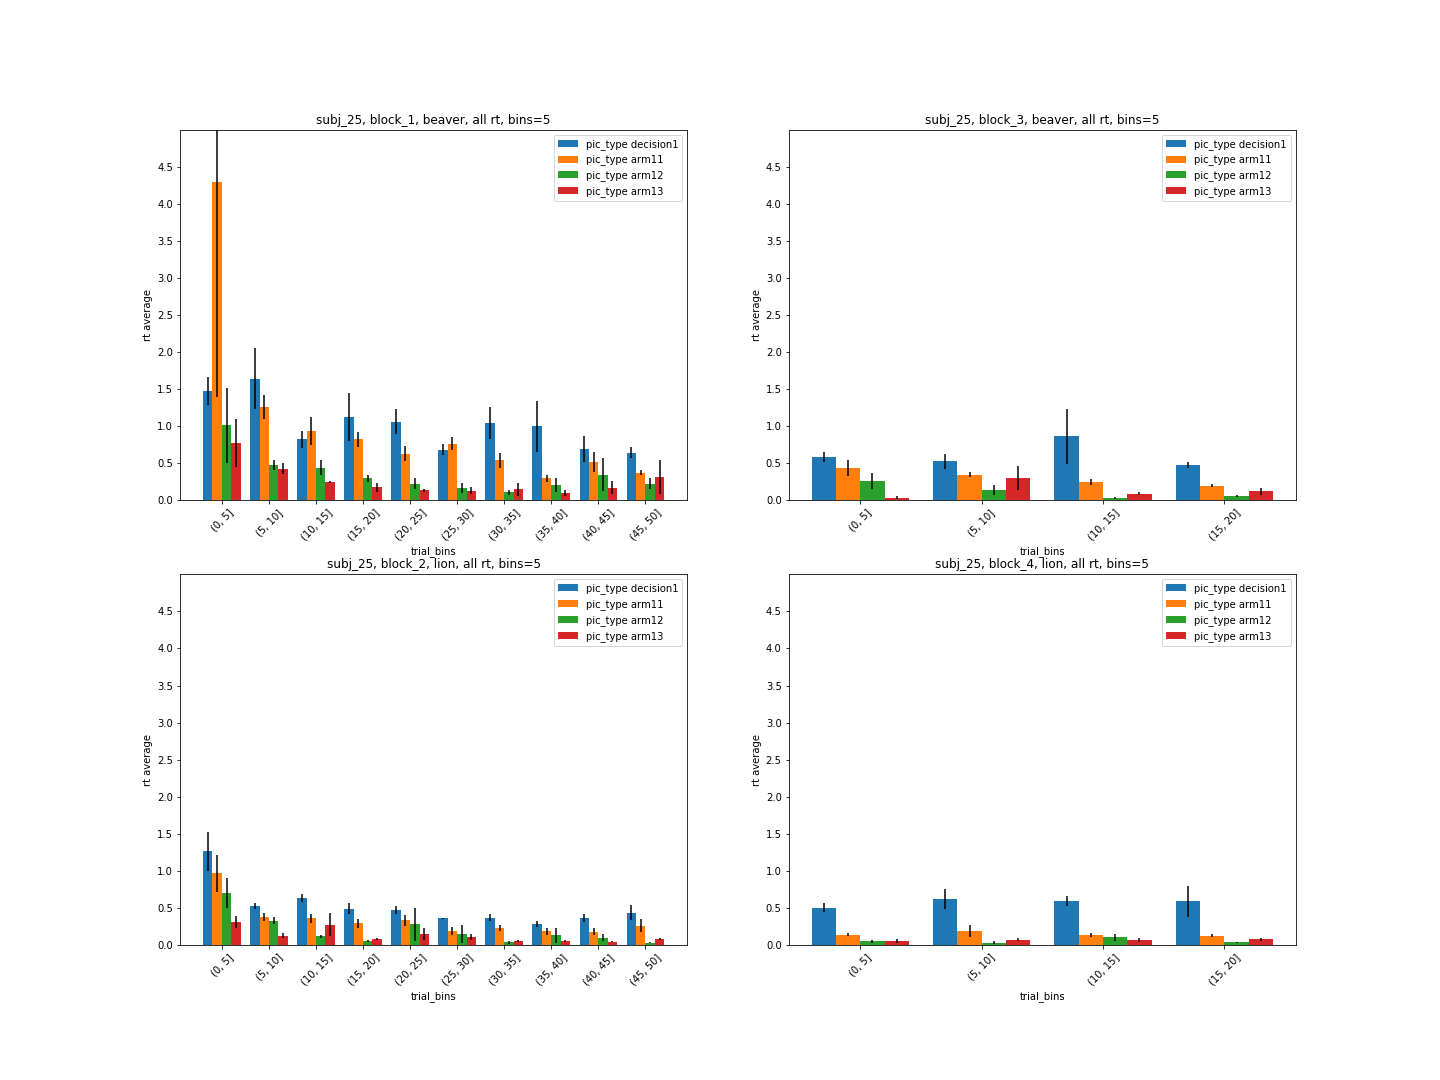 subj_25, block_1, beaver, all rt, bins=5
pic_type decision1
pic_type arm11
pic_type arm12
pic_type arm13
4.5
4.0
3.5
3.0
2.5
2.0
1.5
1.0
0.5
0.0
rt average
(0, 5]
(5, 10]
(10, 15]
(15, 20]
(20, 25]
(25, 30]
(30, 35]
(35, 40]
(40, 45]
(45, 50]
trial_bins
subj_25, block_3, beaver, all rt, bins=5
pic_type decision1
pic_type arm11
pic_type arm12
pic_type arm13
4.5
4.0
3.5
3.0
2.5
2.0
1.5
1.0
0.5
0.0
rt average
(0, 5]
(5, 10]
(10, 15]
(15, 20]
trial_bins
subj_25, block_2, lion, all rt, bins=5
pic_type decision1
pic_type arm11
pic_type arm12
pic_type arm13
4.5
4.0
3.5
3.0
2.5
2.0
1.5
1.0
0.5
0.0
rt average
(0, 5]
(5, 10]
(10, 15]
(15, 20]
(20, 25]
(25, 30]
(30, 35]
(35, 40]
(40, 45]
(45, 50]
trial_bins
subj_25, block_4, lion, all rt, bins=5
pic_type decision1
pic_type arm11
pic_type arm12
pic_type arm13
4.5
4.0
3.5
3.0
2.5
2.0
1.5
1.0
0.5
0.0
rt average
(0, 5]
(5, 10]
(10, 15]
(15, 20]
trial_bins